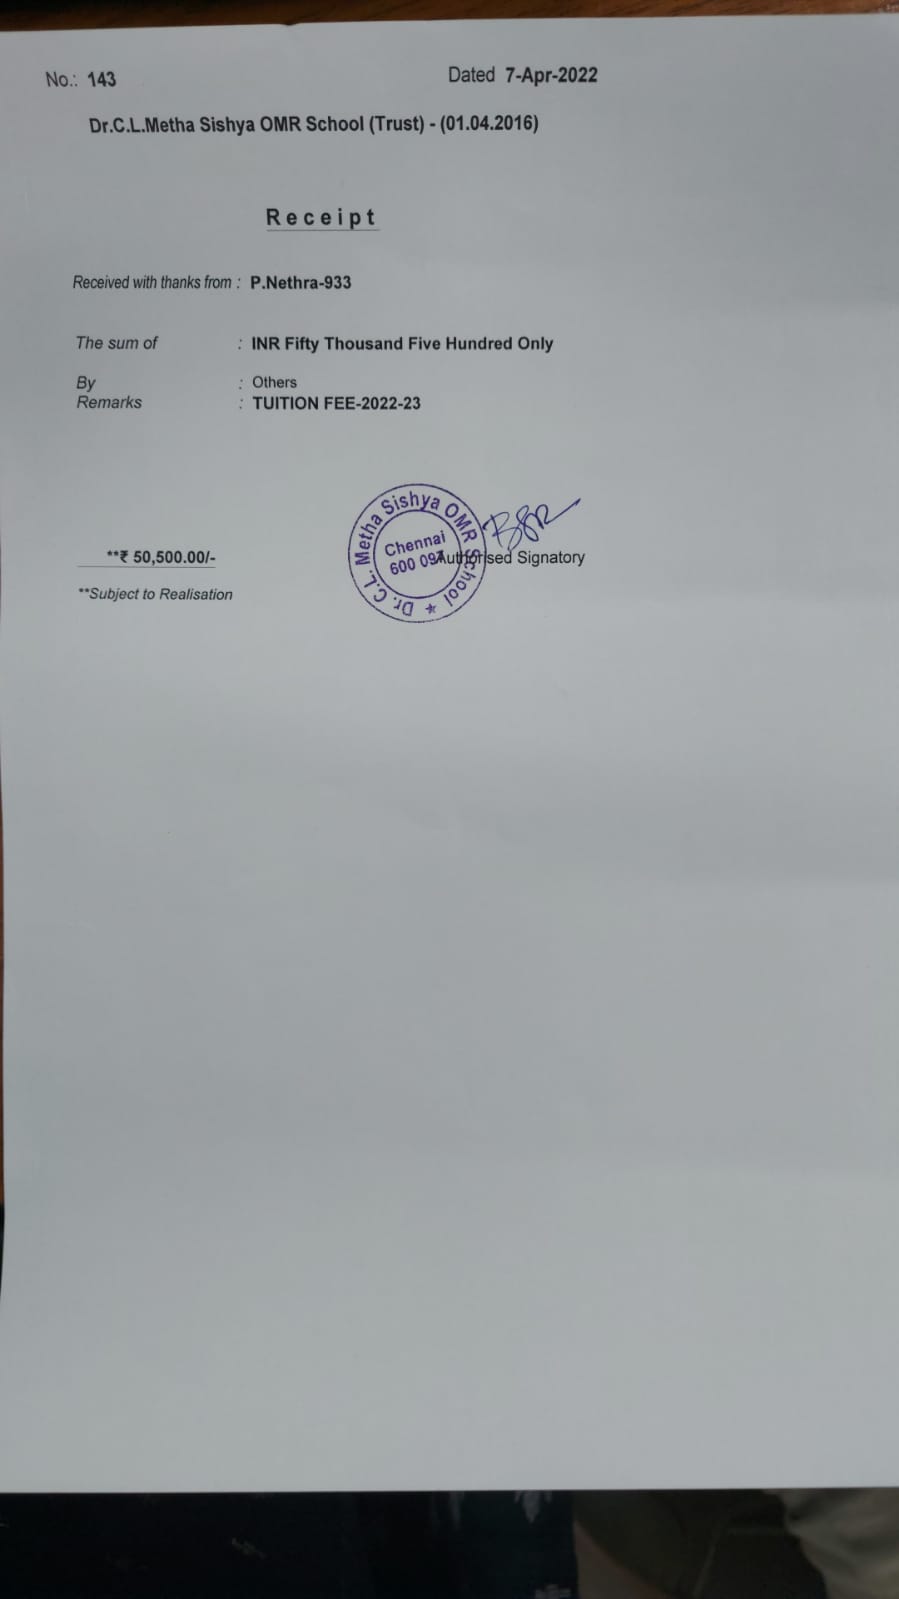 No.: 143 Dated 7-Apr-2022
Dr.C.L.Metha Sishya OMR School (Trust) - (01.04.2016)
Receipt
Received with thanks from : P.Nethra-933
The sum of : INR Fifty Thousand Five Hundred Only
By : Others
Remarks : TUITION FEE-2022-23
Dr. C.L. Metha Sishya OMR School
Chennai
600 097
**₹ 50,500.00/- Authorised Signatory
**Subject to Realisation